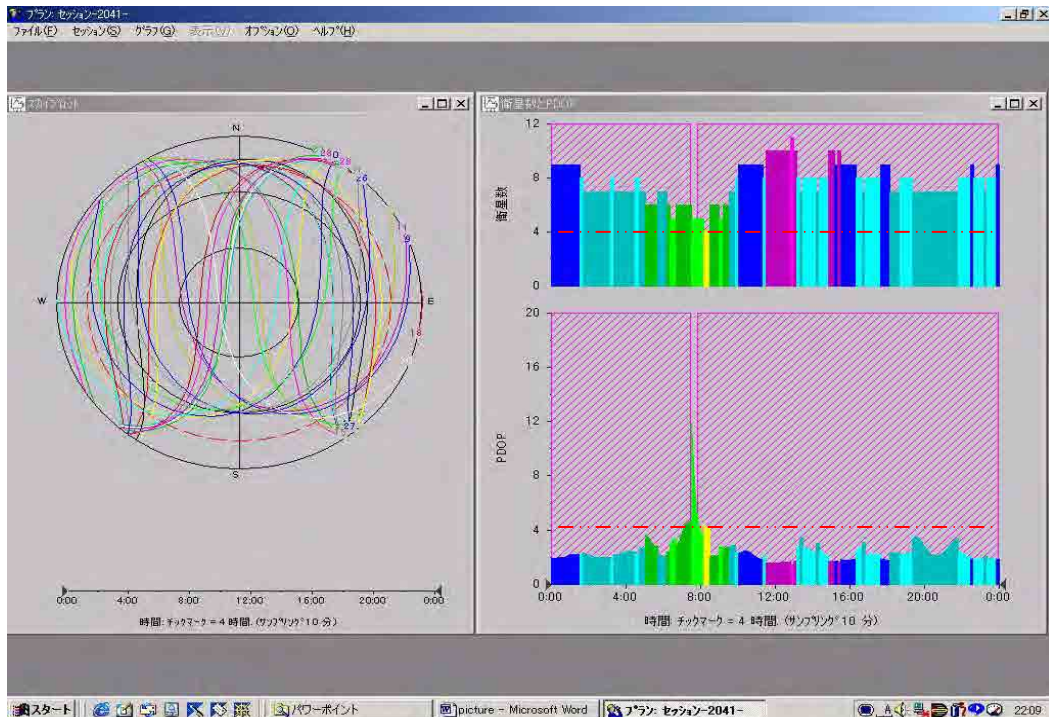 プラン: セッション-2041-
ファイル(F) セッション(S) グラフ(G) 表示(V) オプション(O) ヘルプ(H)
スカイプロット
N
W
E
S
26
9
18
27
0:00 4:00 8:00 12:00 16:00 20:00 0:00
時間: チックマーク = 4 時間. (サンプリング 10 分)
衛星数とPDOP
衛星数
12
8
4
0
PDOP
20
16
12
8
4
0
0:00 4:00 8:00 12:00 16:00 20:00 0:00
時間: チックマーク = 4 時間. (サンプリング 10 分)
スタート パワーポイント picture - Microsoft Word プラン: セッション-2041- A 22:09